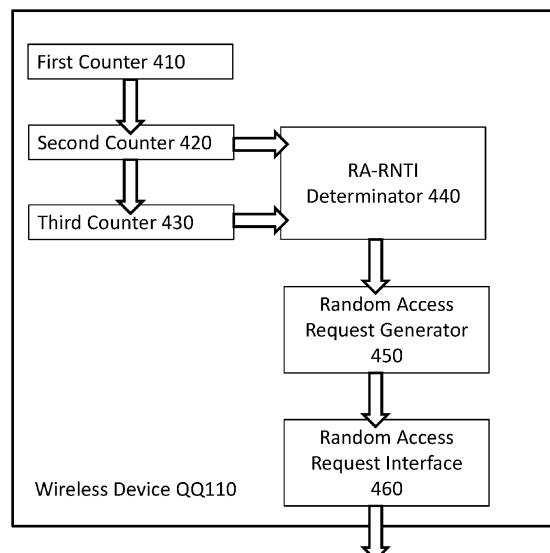 First Counter 410
Second Counter 420
Third Counter 430
RA-RNTI
Determinator 440
Random Access
Request Generator
450
Random Access
Request Interface
460
Wireless Device QQ110